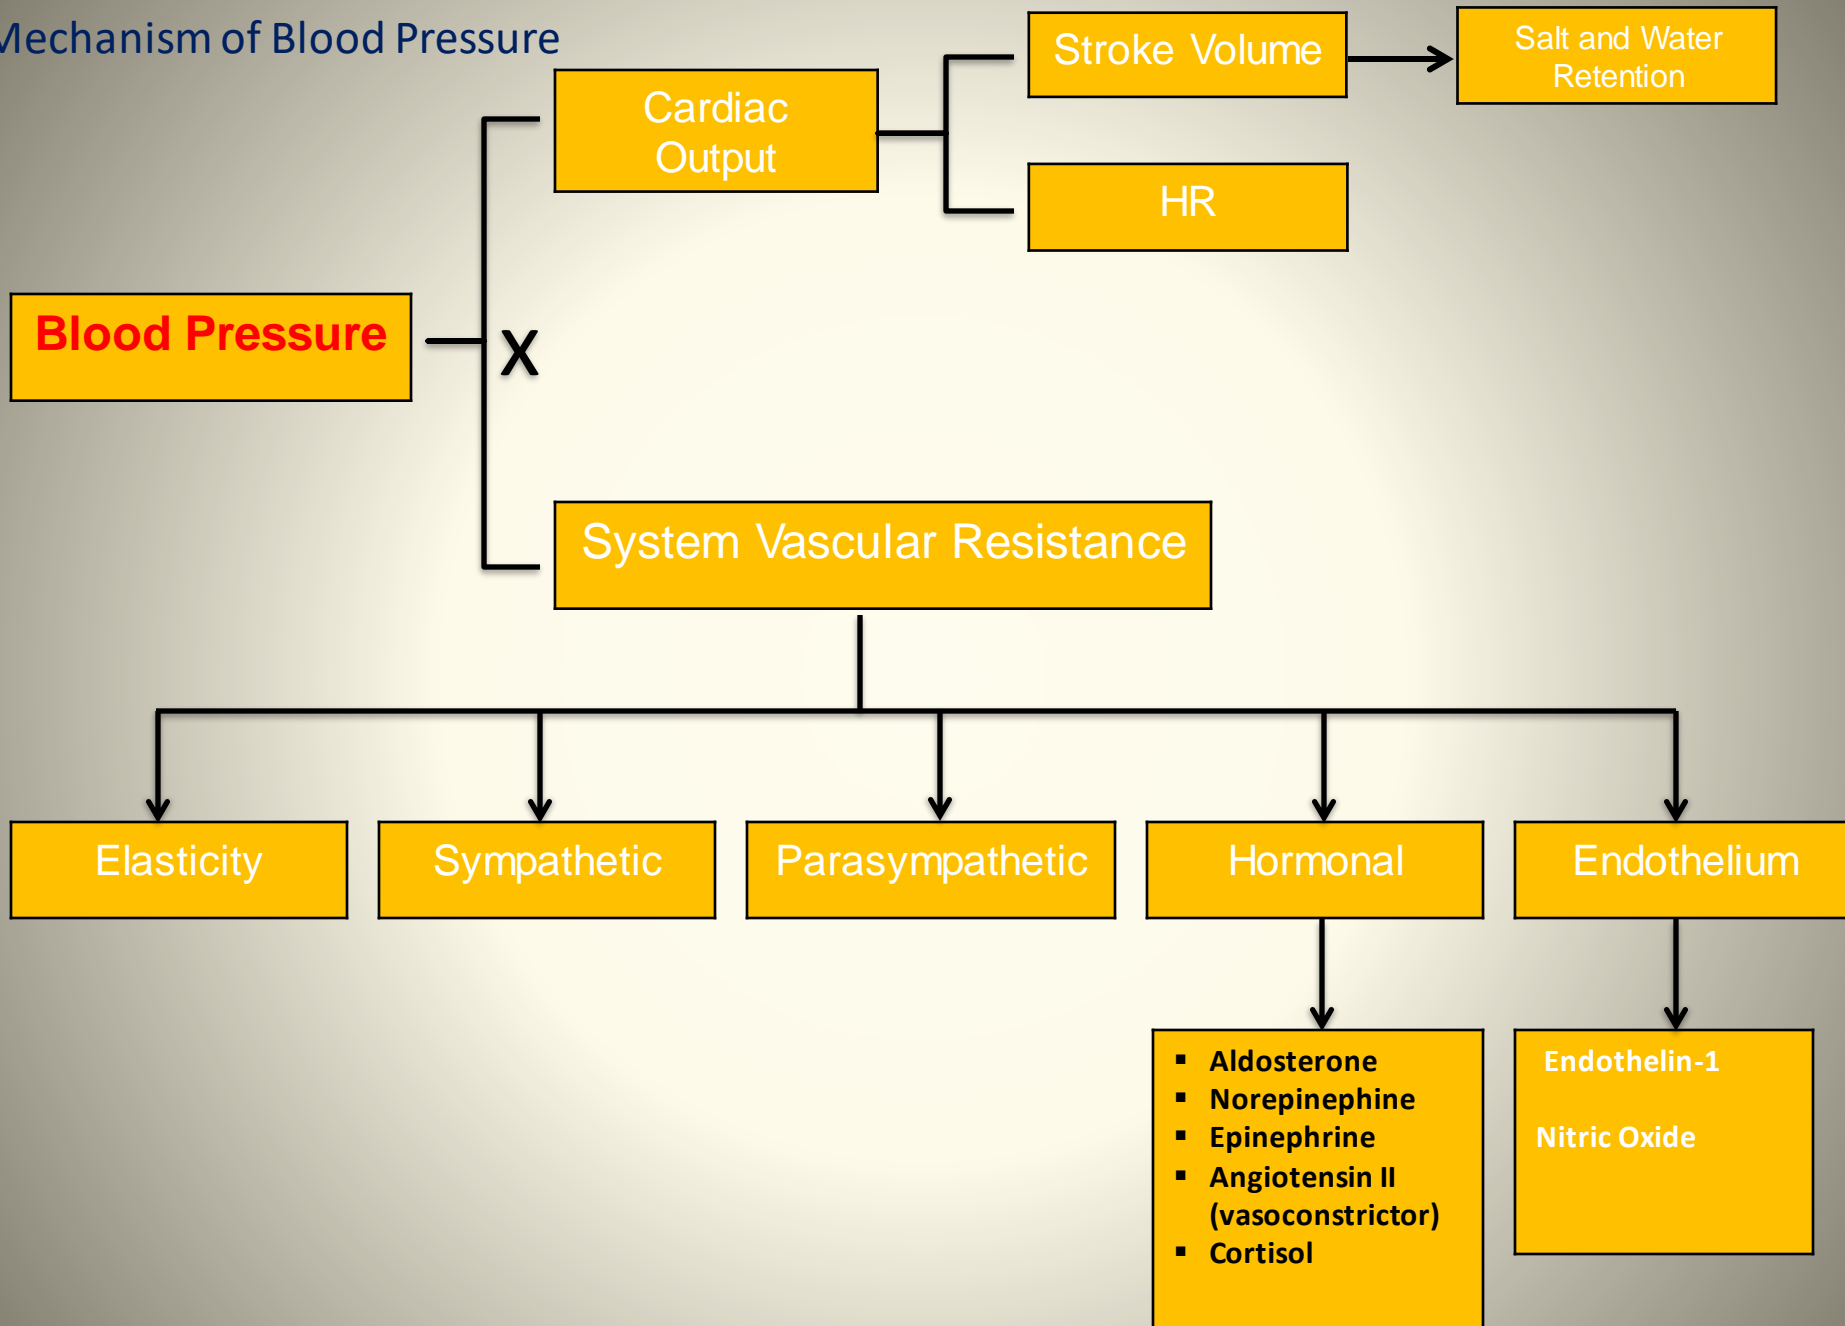 Mechanism of Blood Pressure
Stroke Volume
Salt and Water
Retention
Cardiac
Output
HR
Blood Pressure
X
System Vascular Resistance
Elasticity
Sympathetic
Parasympathetic
Hormonal
Endothelium
▪ Aldosterone
▪ Norepinephine
▪ Epinephrine
▪ Angiotensin II
(vasoconstrictor)
▪ Cortisol
Endothelin-1
Nitric Oxide